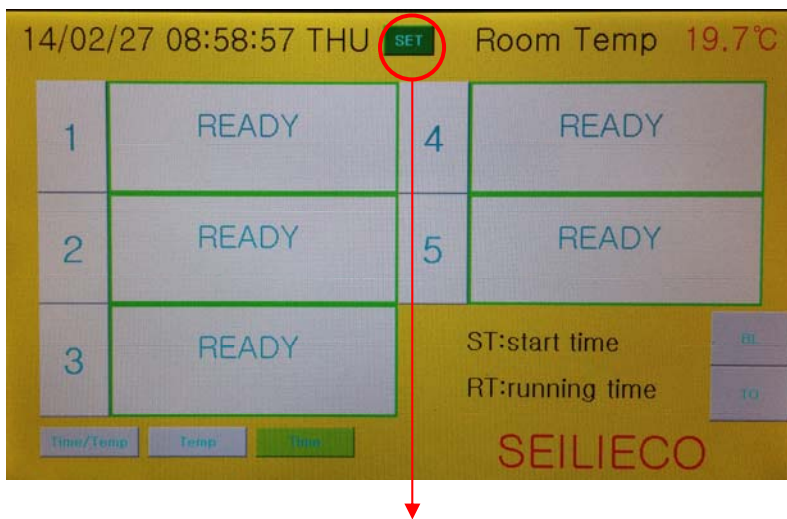 14/02/27 08:58:57 THU SET Room Temp 19.7℃
1 READY
2 READY
3 READY
4 READY
5 READY
ST:start time
RT:running time
BL
TO
Time/Temp Temp Time
SEILIECO